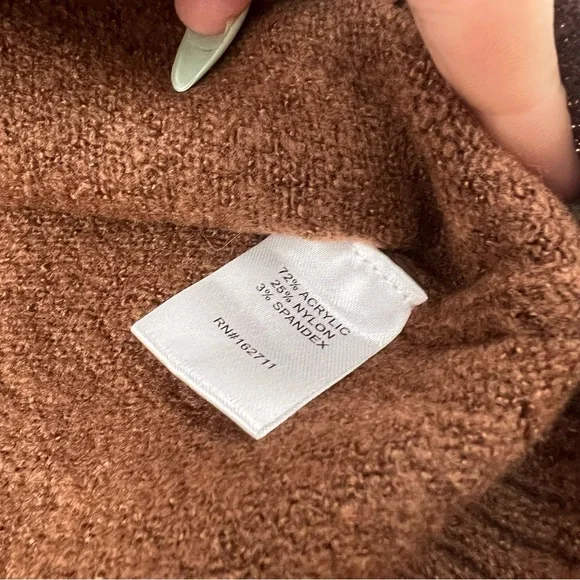 72% ACRYLIC
25% NYLON
3% SPANDEX
RN#162711